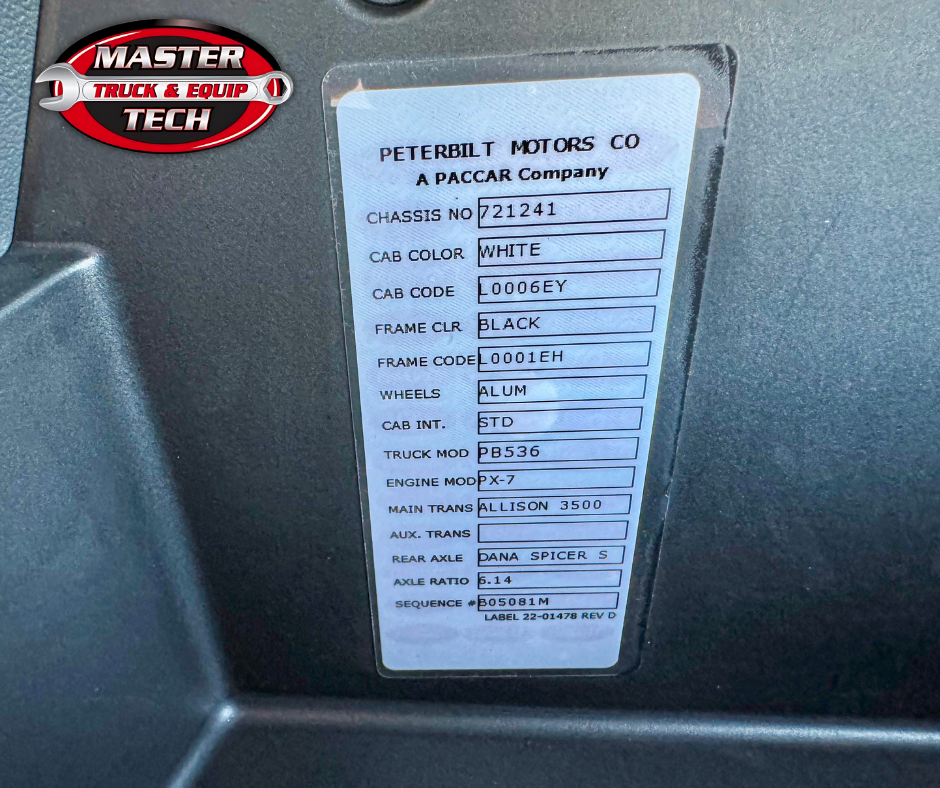 MASTER
TRUCK & EQUIP
TECH
PETERBILT MOTORS CO
A PACCAR Company
CHASSIS NO 721241
CAB COLOR WHITE
CAB CODE L0006EY
FRAME CLR BLACK
FRAME CODE L0001EH
WHEELS ALUM
CAB INT. STD
TRUCK MOD PB536
ENGINE MOD PX-7
MAIN TRANS ALLISON 3500
AUX. TRANS
REAR AXLE DANA SPICER S
AXLE RATIO 6.14
SEQUENCE # B05081M
LABEL 22-01478 REV D